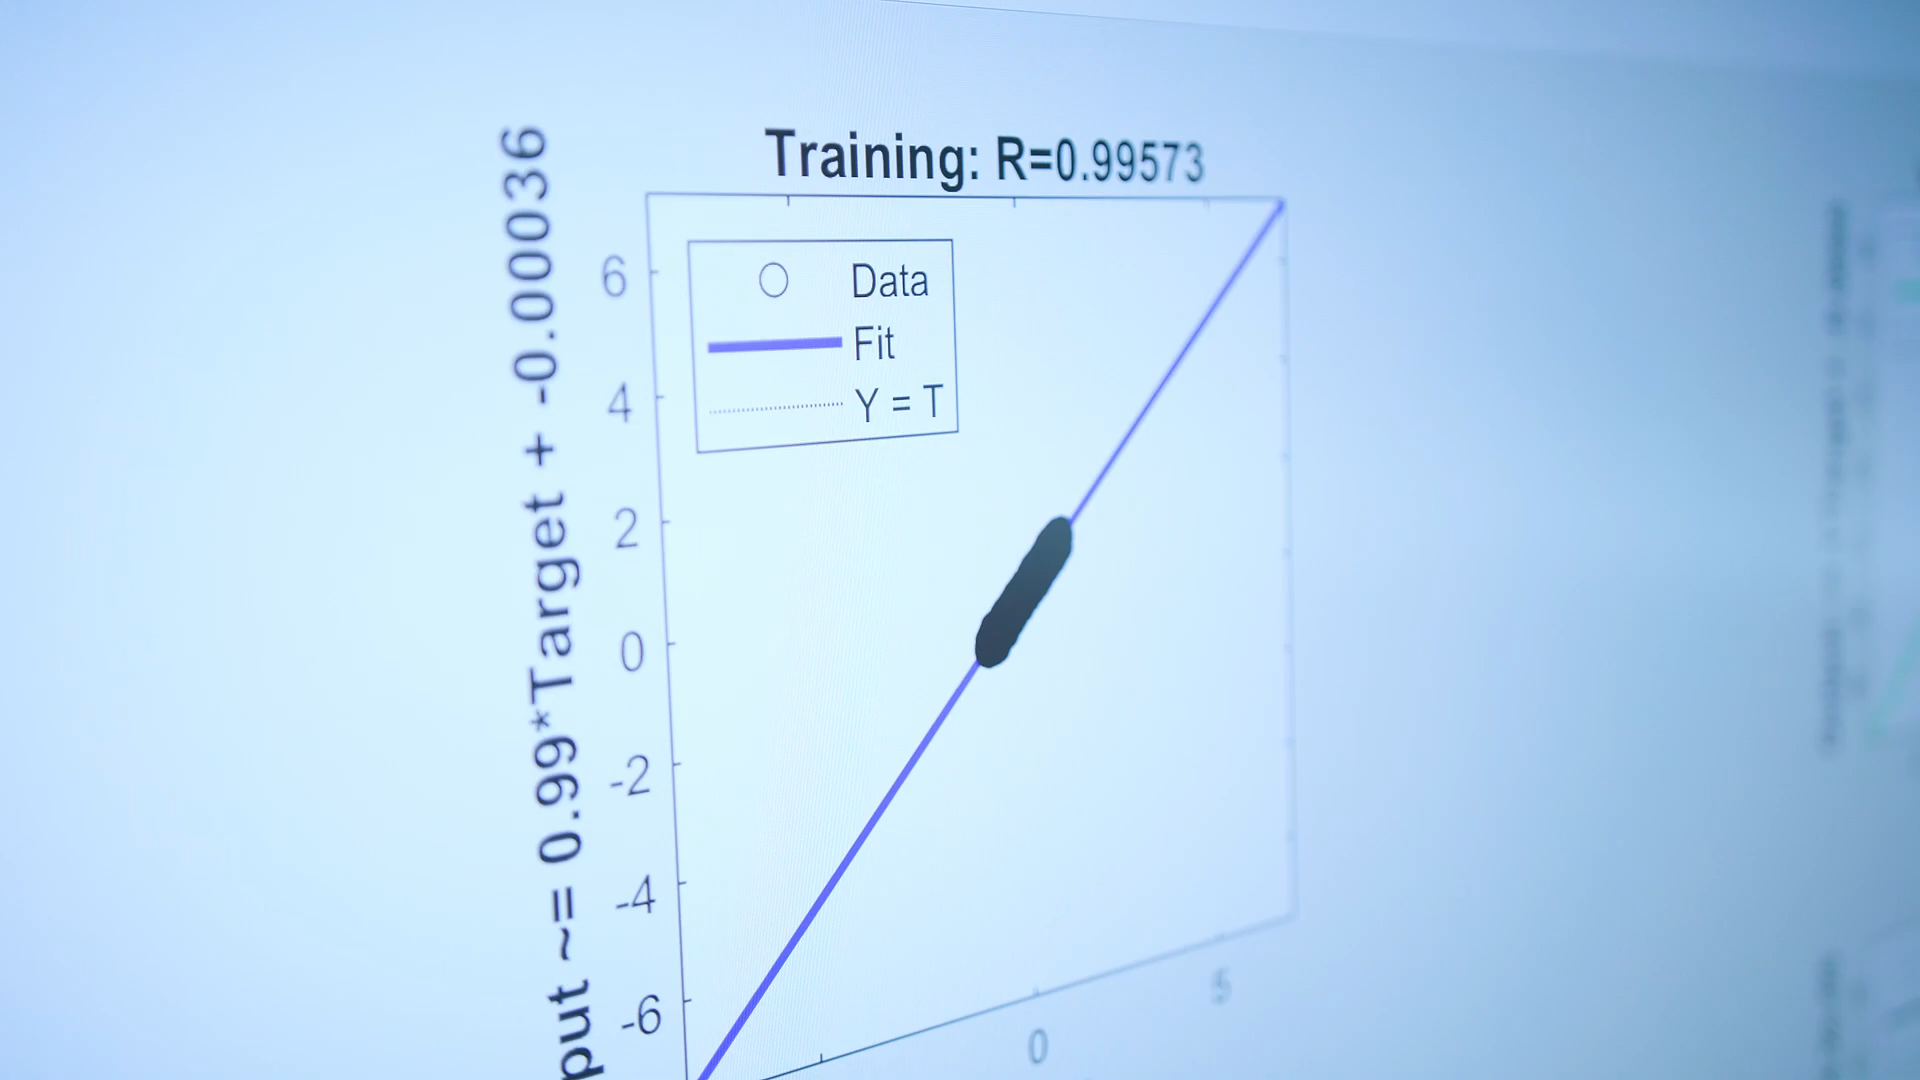 Training: R=0.99573
put ~= 0.99*Target + -0.00036
Data
Fit
Y = T
6
4
2
0
-2
-4
-6
0
5